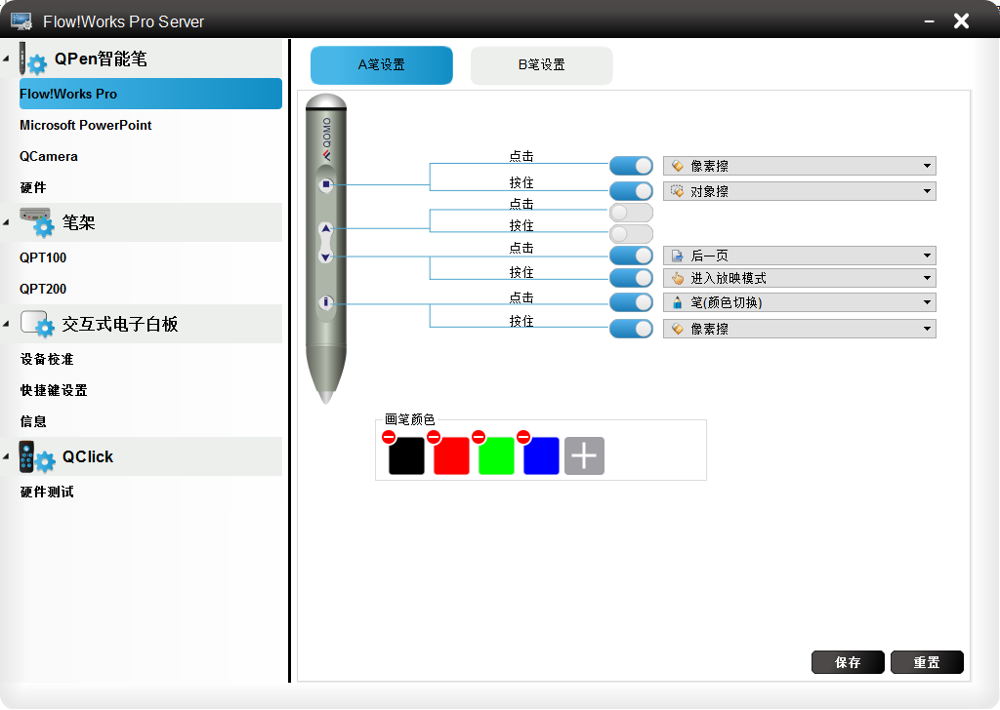 Flow!Works Pro Server
QPen智能笔
Flow!Works Pro
Microsoft PowerPoint
QCamera
硬件
笔架
QPT100
QPT200
交互式电子白板
设备校准
快捷键设置
信息
QClick
硬件测试
A笔设置
B笔设置
QOMO
点击
像素擦
按住
对象擦
点击
按住
点击
后一页
按住
进入放映模式
点击
笔(颜色切换)
按住
像素擦
画笔颜色
保存
重置